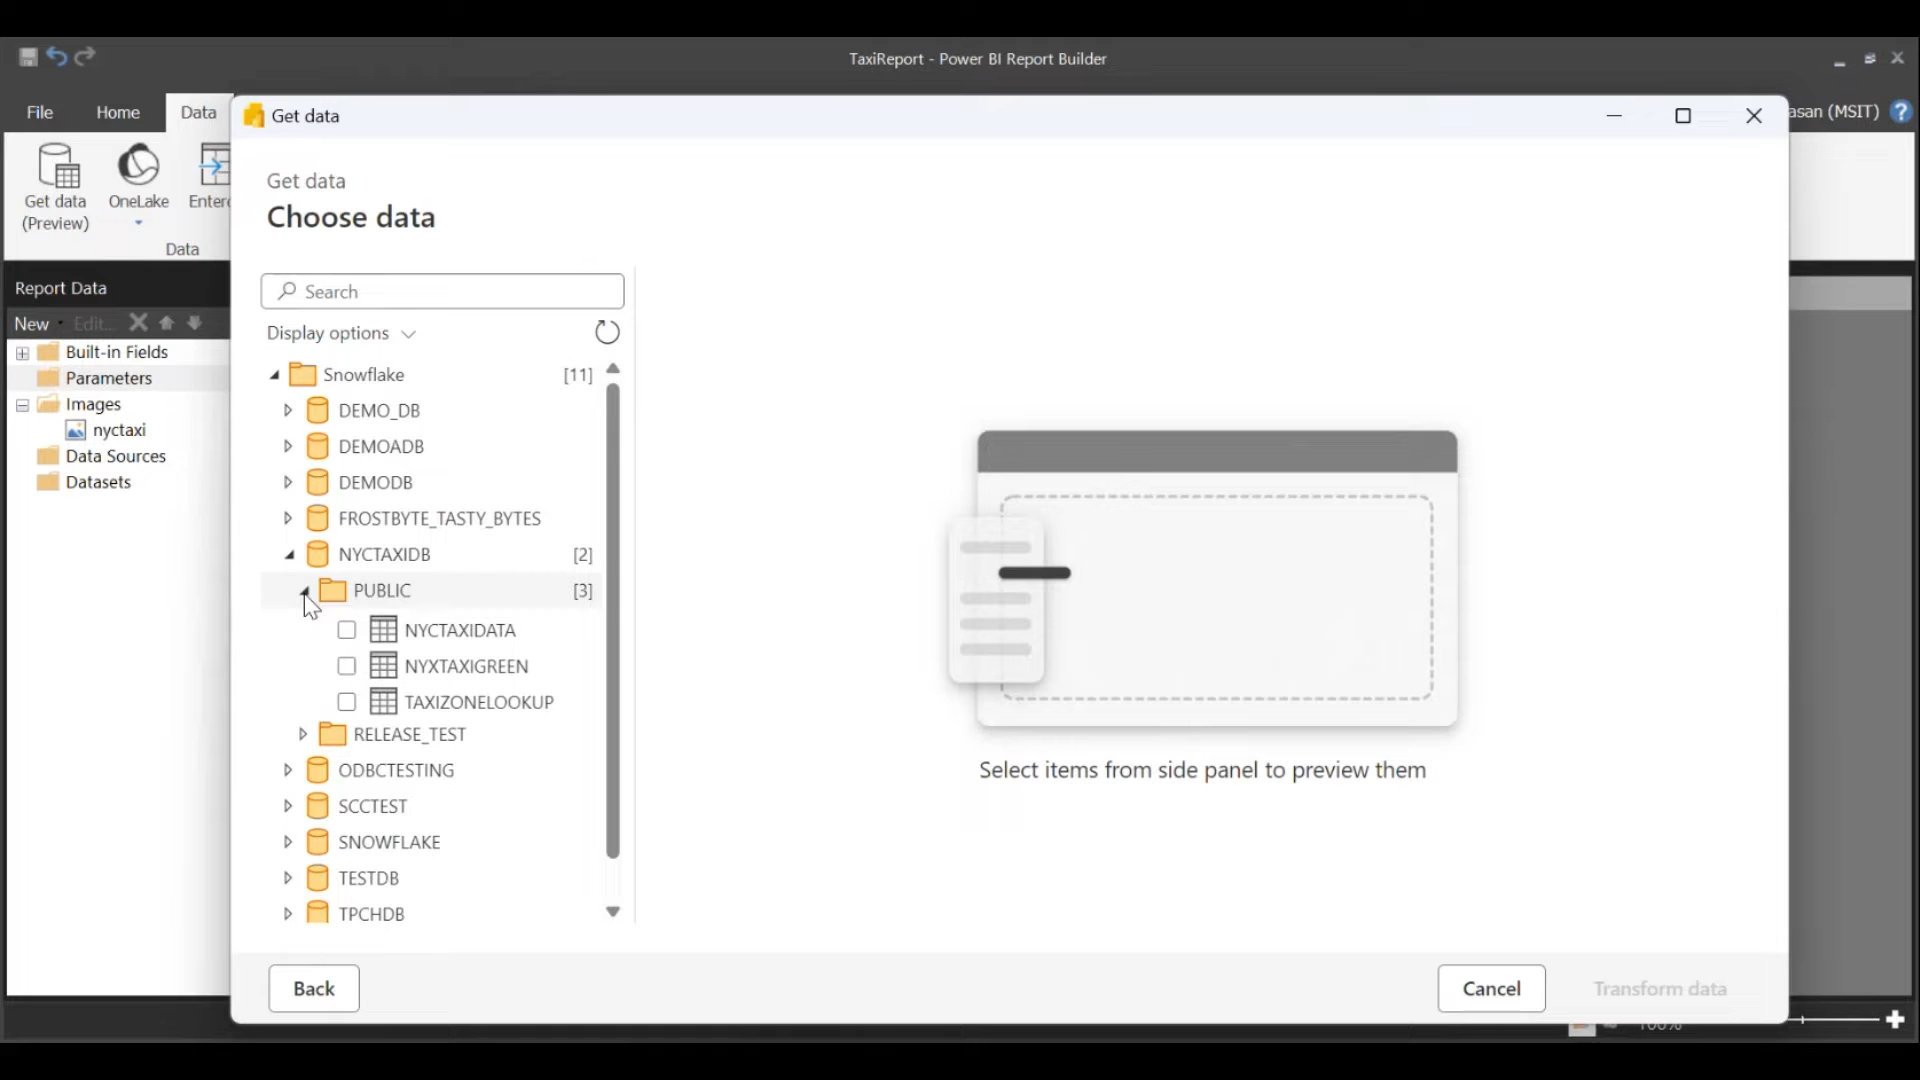 TaxiReport - Power BI Report Builder
File
Home
Data
asan (MSIT)
?
Get data
(Preview)
OneLake
Enter
Data
Report Data
New
Edit...
Built-in Fields
Parameters
Images
nyctaxi
Data Sources
Datasets
Get data
Get data
Choose data
Search
Display options
Snowflake [11]
DEMO_DB
DEMOADB
DEMODB
FROSTBYTE_TASTY_BYTES
NYCTAXIDB [2]
PUBLIC [3]
NYCTAXIDATA
NYXTAXIGREEN
TAXIZONELOOKUP
RELEASE_TEST
ODBCTESTING
SCCTEST
SNOWFLAKE
TESTDB
TPCHDB
Select items from side panel to preview them
Back
Cancel
Transform data
100%